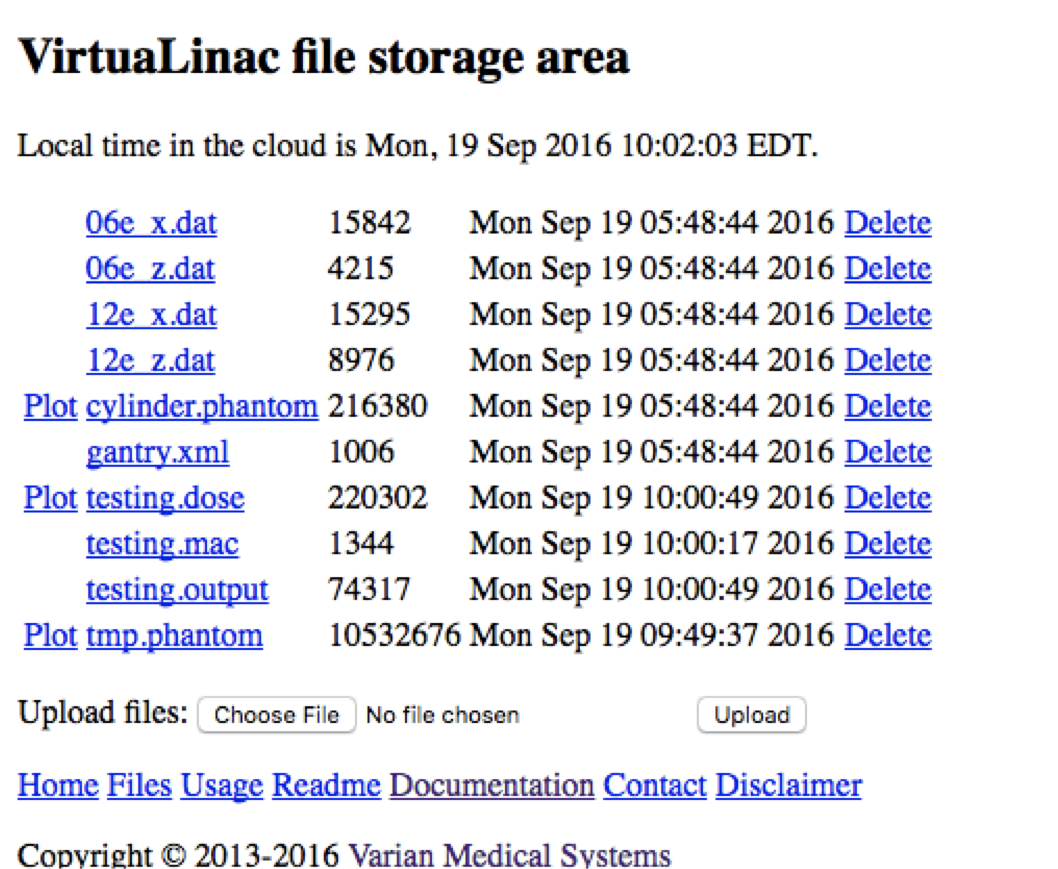 VirtuaLinac file storage area
Local time in the cloud is Mon, 19 Sep 2016 10:02:03 EDT.
06e_x.dat 15842 Mon Sep 19 05:48:44 2016 Delete
06e_z.dat 4215 Mon Sep 19 05:48:44 2016 Delete
12e_x.dat 15295 Mon Sep 19 05:48:44 2016 Delete
12e_z.dat 8976 Mon Sep 19 05:48:44 2016 Delete
Plot cylinder.phantom 216380 Mon Sep 19 05:48:44 2016 Delete
gantry.xml 1006 Mon Sep 19 05:48:44 2016 Delete
Plot testing.dose 220302 Mon Sep 19 10:00:49 2016 Delete
testing.mac 1344 Mon Sep 19 10:00:17 2016 Delete
testing.output 74317 Mon Sep 19 10:00:49 2016 Delete
Plot tmp.phantom 10532676 Mon Sep 19 09:49:37 2016 Delete
Upload files: Choose File No file chosen Upload
Home Files Usage Readme Documentation Contact Disclaimer
Copyright © 2013-2016 Varian Medical Systems